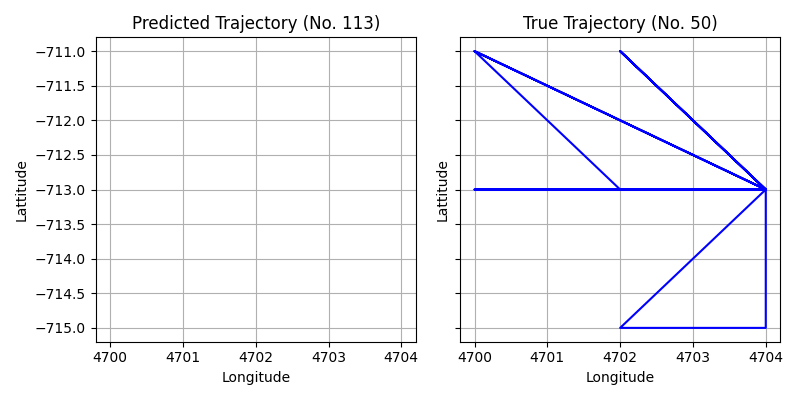 Predicted Trajectory (No. 113)
Lattitude
−711.0
−711.5
−712.0
−712.5
−713.0
−713.5
−714.0
−714.5
−715.0
4700 4701 4702 4703 4704
Longitude
True Trajectory (No. 50)
Lattitude
4700 4701 4702 4703 4704
Longitude